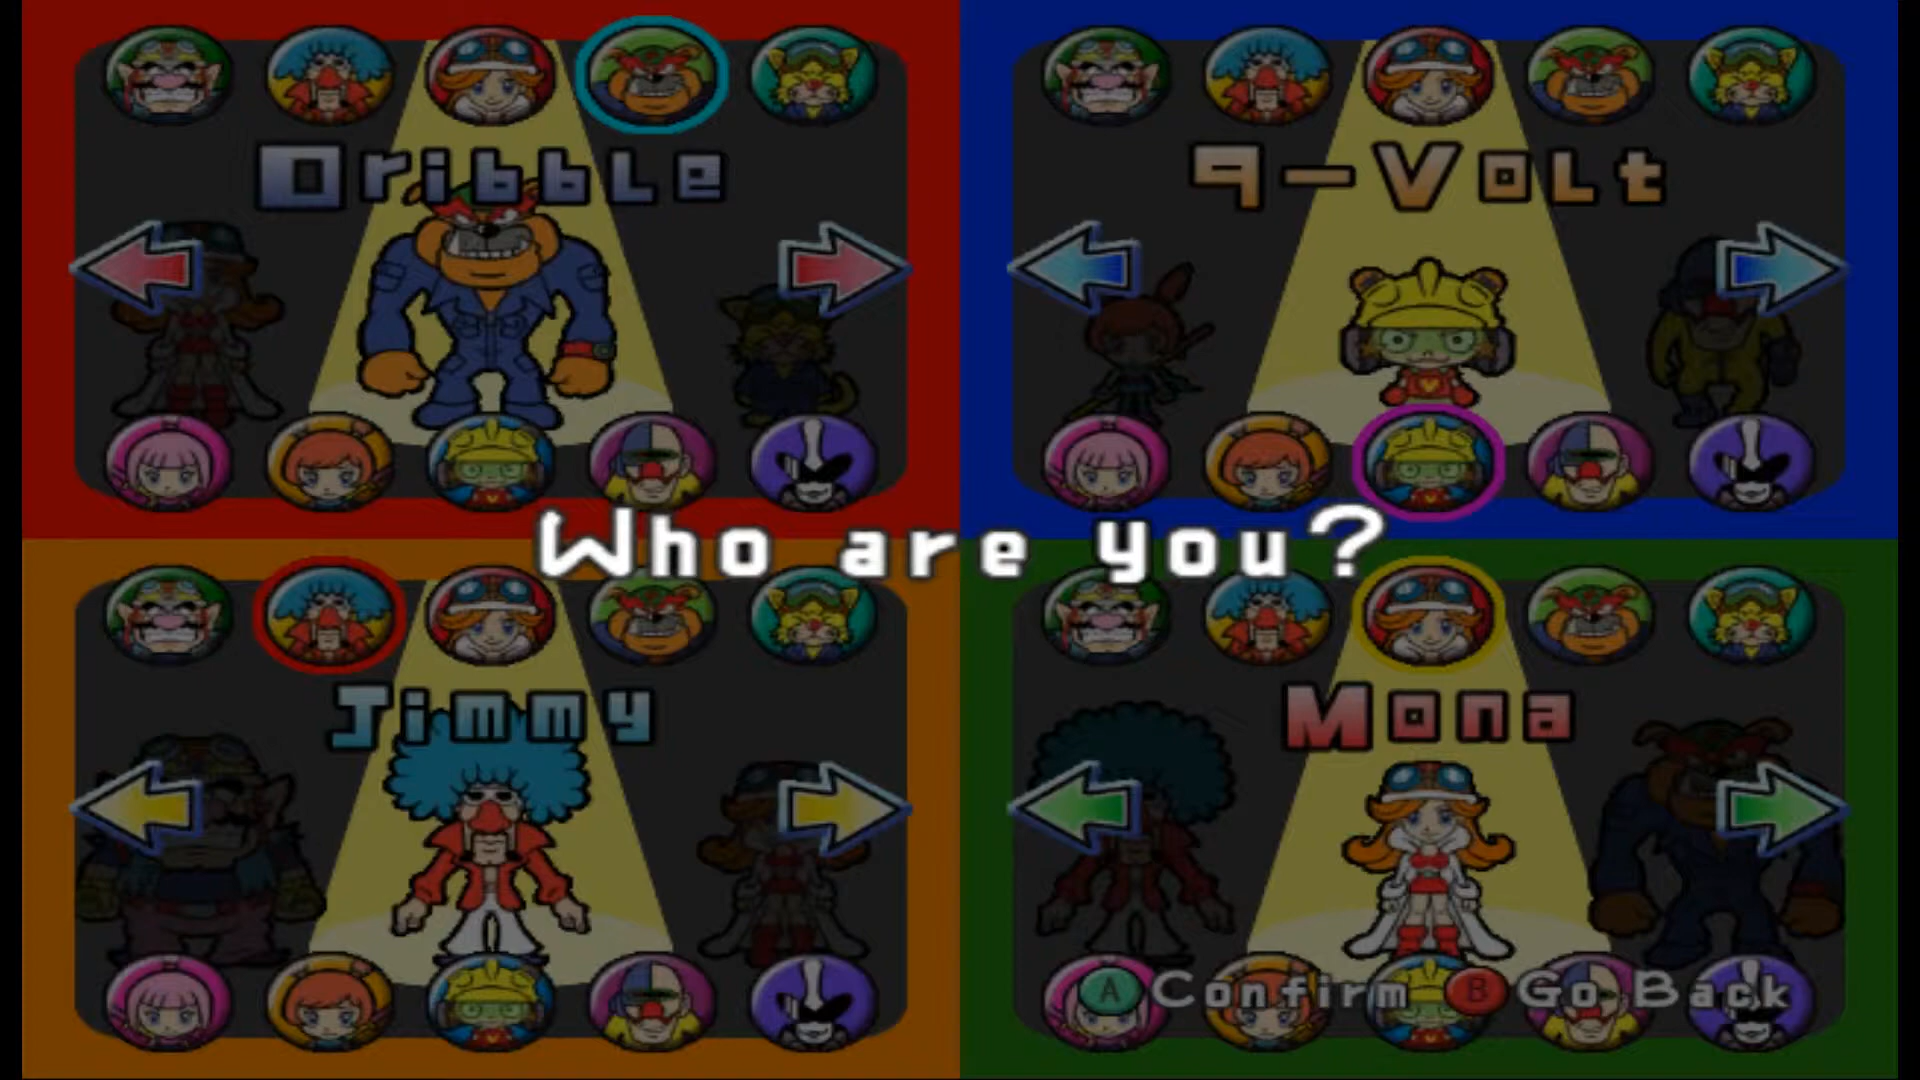 Dribble
9-Volt
Who are you?
Jimmy
Mona
A Confirm B Go Back